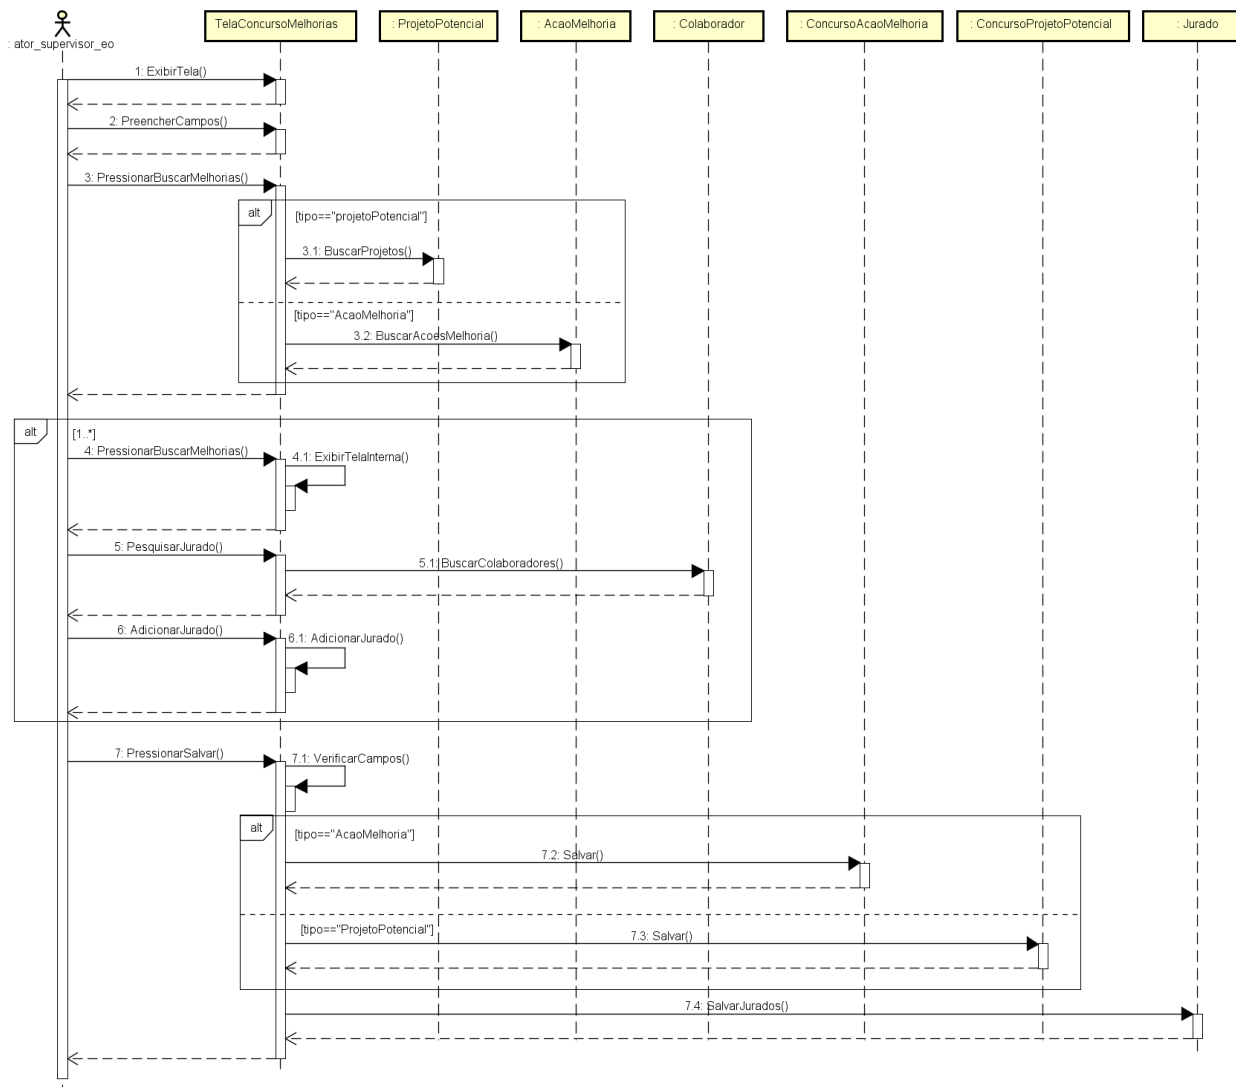 : ator_supervisor_eo
TelaConcursoMelhorias
: ProjetoPotencial
: AcaoMelhoria
: Colaborador
: ConcursoAcaoMelhoria
: ConcursoProjetoPotencial
: Jurado
1: ExibirTela()
2: PreencherCampos()
3: PressionarBuscarMelhorias()
alt
[tipo=="projetoPotencial"]
3.1: BuscarProjetos()
[tipo=="AcaoMelhoria"]
3.2: BuscarAcoesMelhoria()
alt
[1..*]
4: PressionarBuscarMelhorias()
4.1: ExibirTelaInterna()
5: PesquisarJurado()
5.1: BuscarColaboradores()
6: AdicionarJurado()
6.1: AdicionarJurado()
7: PressionarSalvar()
7.1: VerificarCampos()
alt
[tipo=="AcaoMelhoria"]
7.2: Salvar()
[tipo=="ProjetoPotencial"]
7.3: Salvar()
7.4: SalvarJurados()